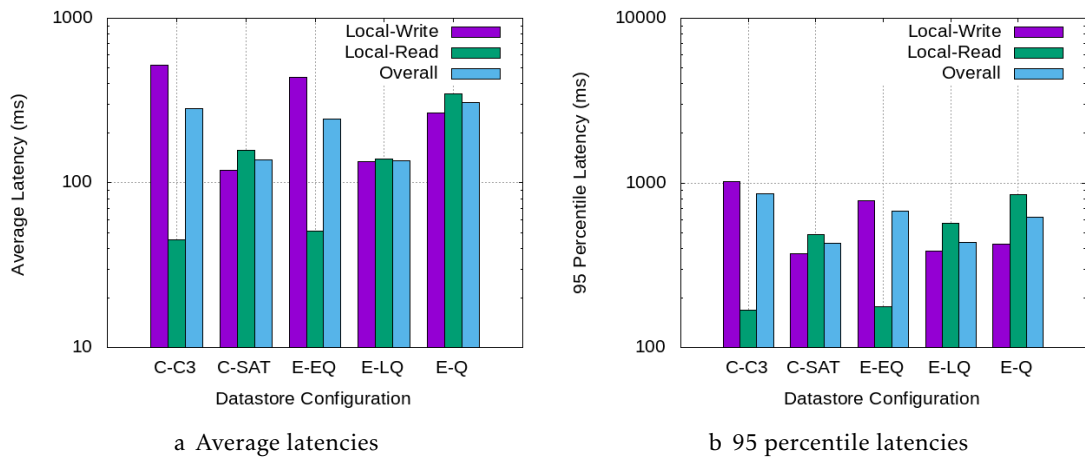 1000
100
10
Average Latency (ms)
Local-Write
Local-Read
Overall
C-C3 C-SAT E-EQ E-LQ E-Q
Datastore Configuration
a Average latencies
10000
1000
100
95 Percentile Latency (ms)
Local-Write
Local-Read
Overall
C-C3 C-SAT E-EQ E-LQ E-Q
Datastore Configuration
b 95 percentile latencies